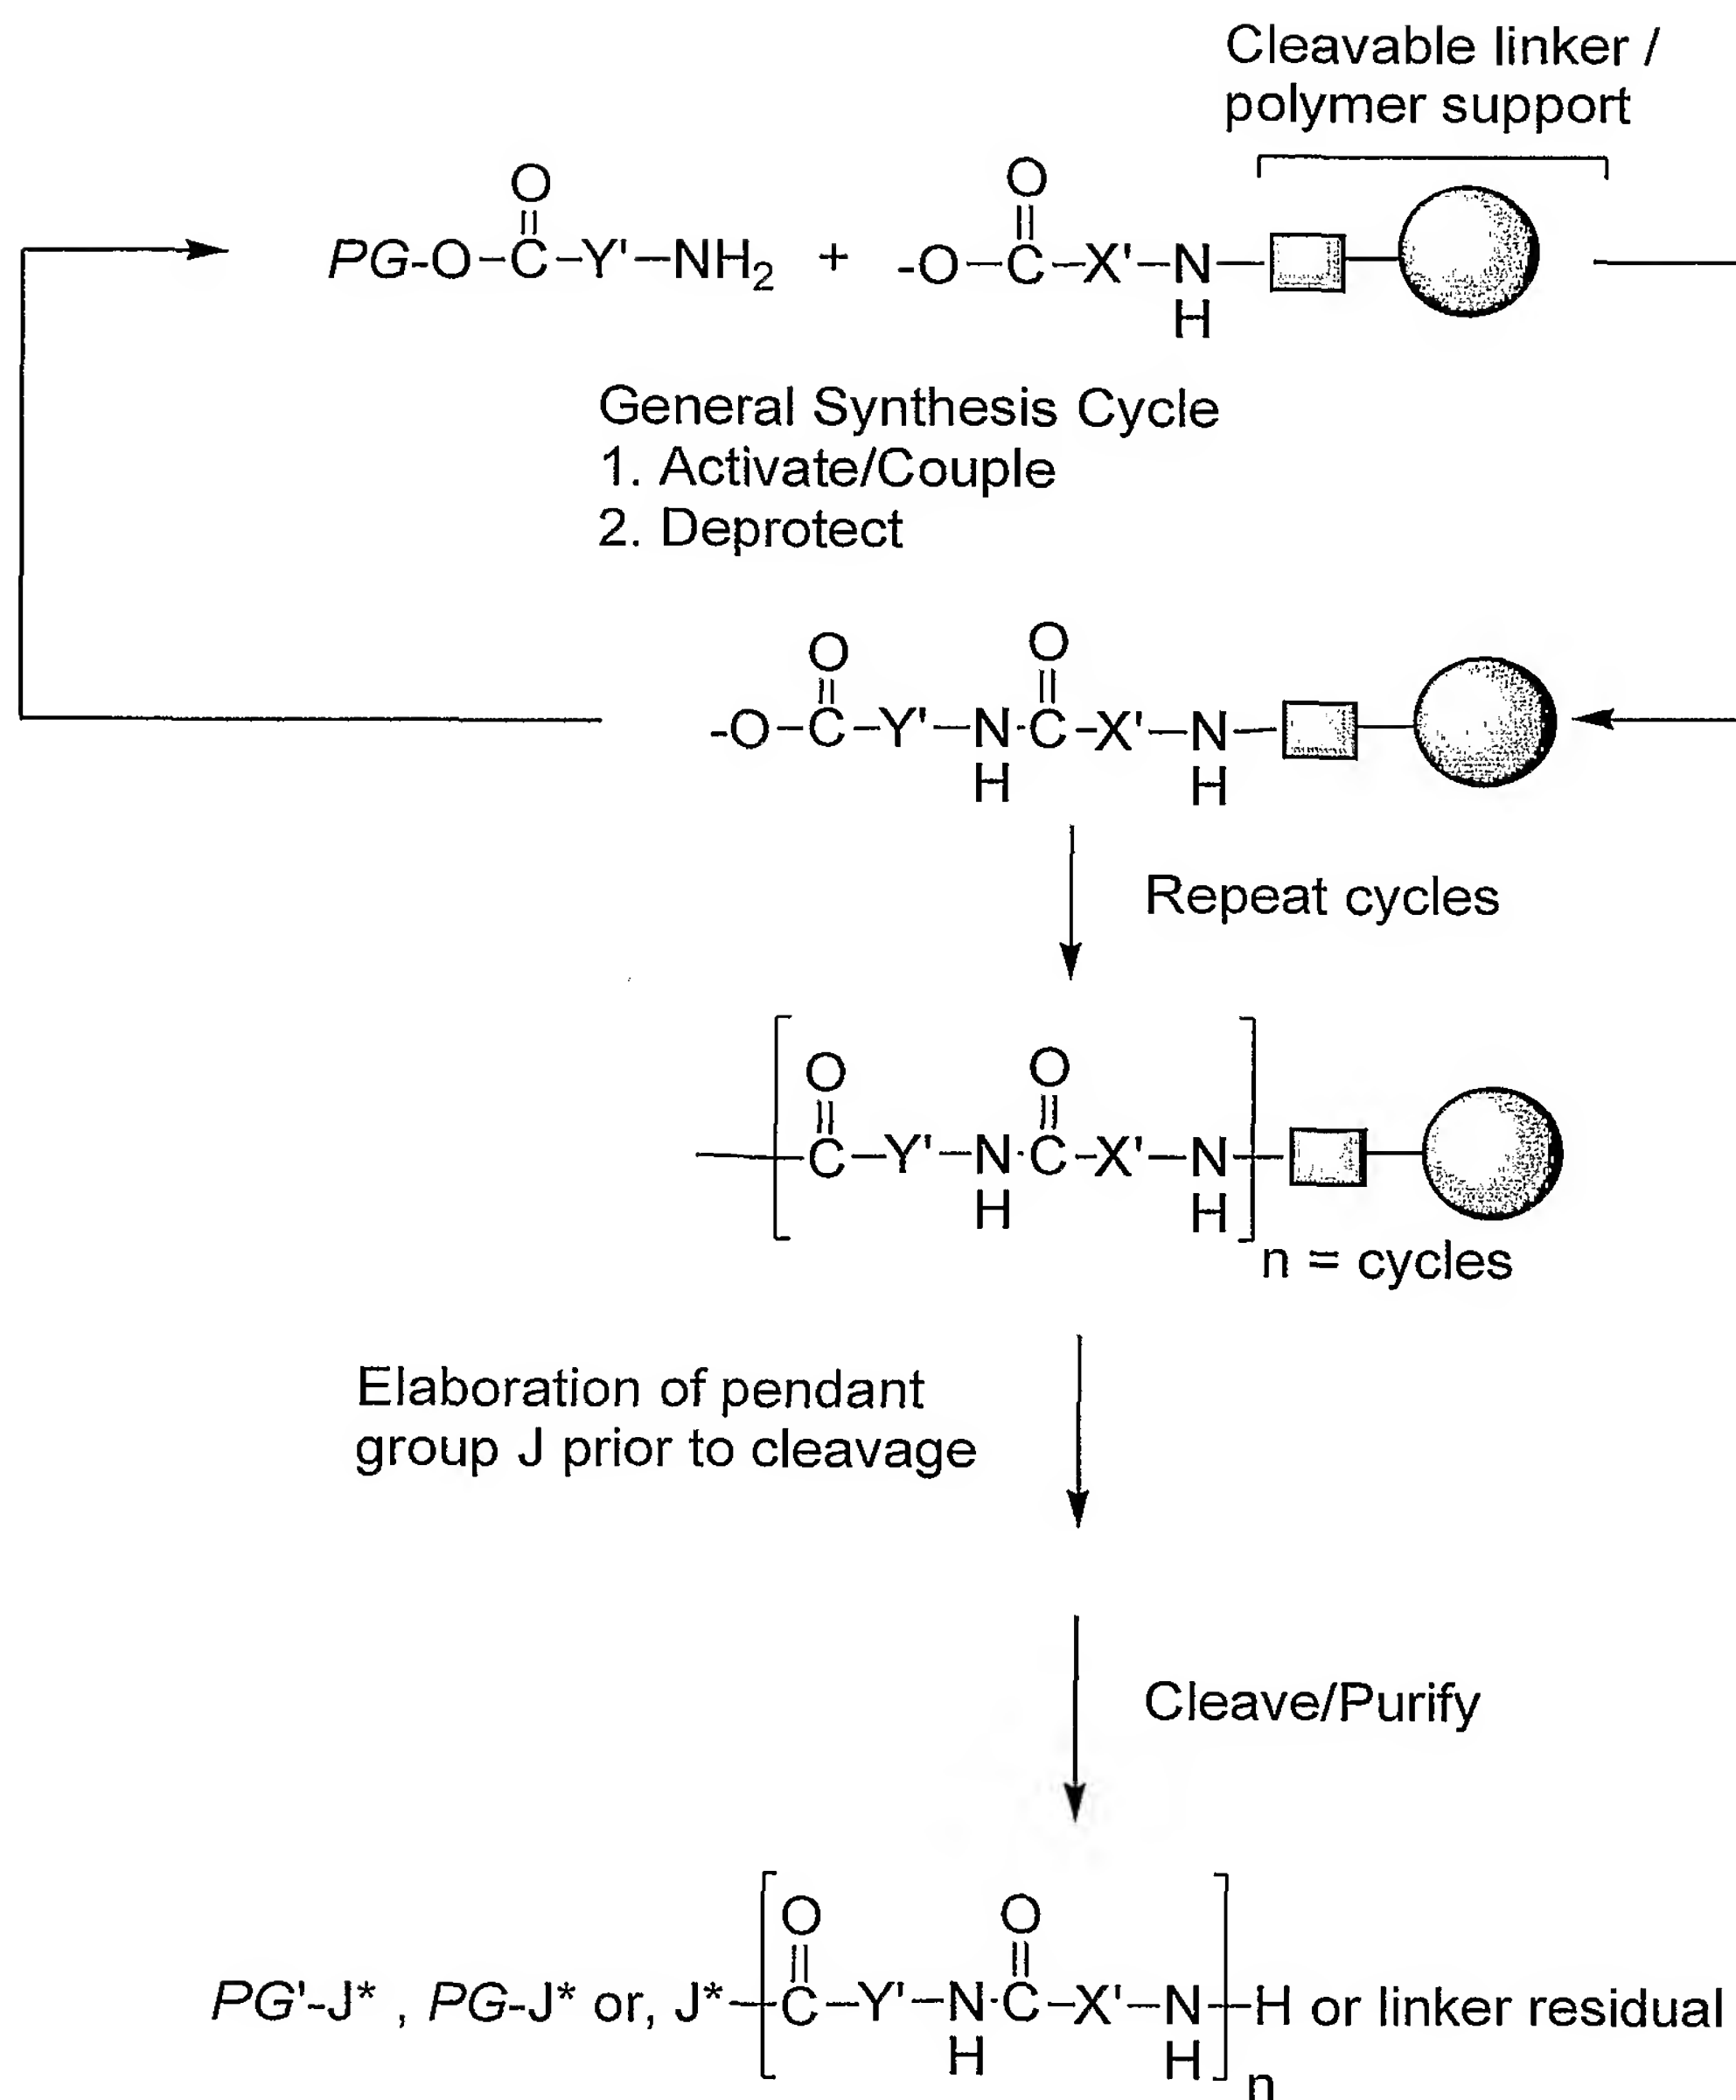 Cleavable linker /
polymer support
O O
PG-O–C–Y'–NH2 + -O–C–X'–N
H
General Synthesis Cycle
1. Activate/Couple
2. Deprotect
O O
-O–C–Y'–N·C–X'–N
H H
Repeat cycles
O O
C–Y'–N·C–X'–N
H H
n = cycles
Elaboration of pendant
group J prior to cleavage
Cleave/Purify
O O
PG'-J* , PG-J* or, J*–C–Y'–N·C–X'–N–H or linker residual
H H
n